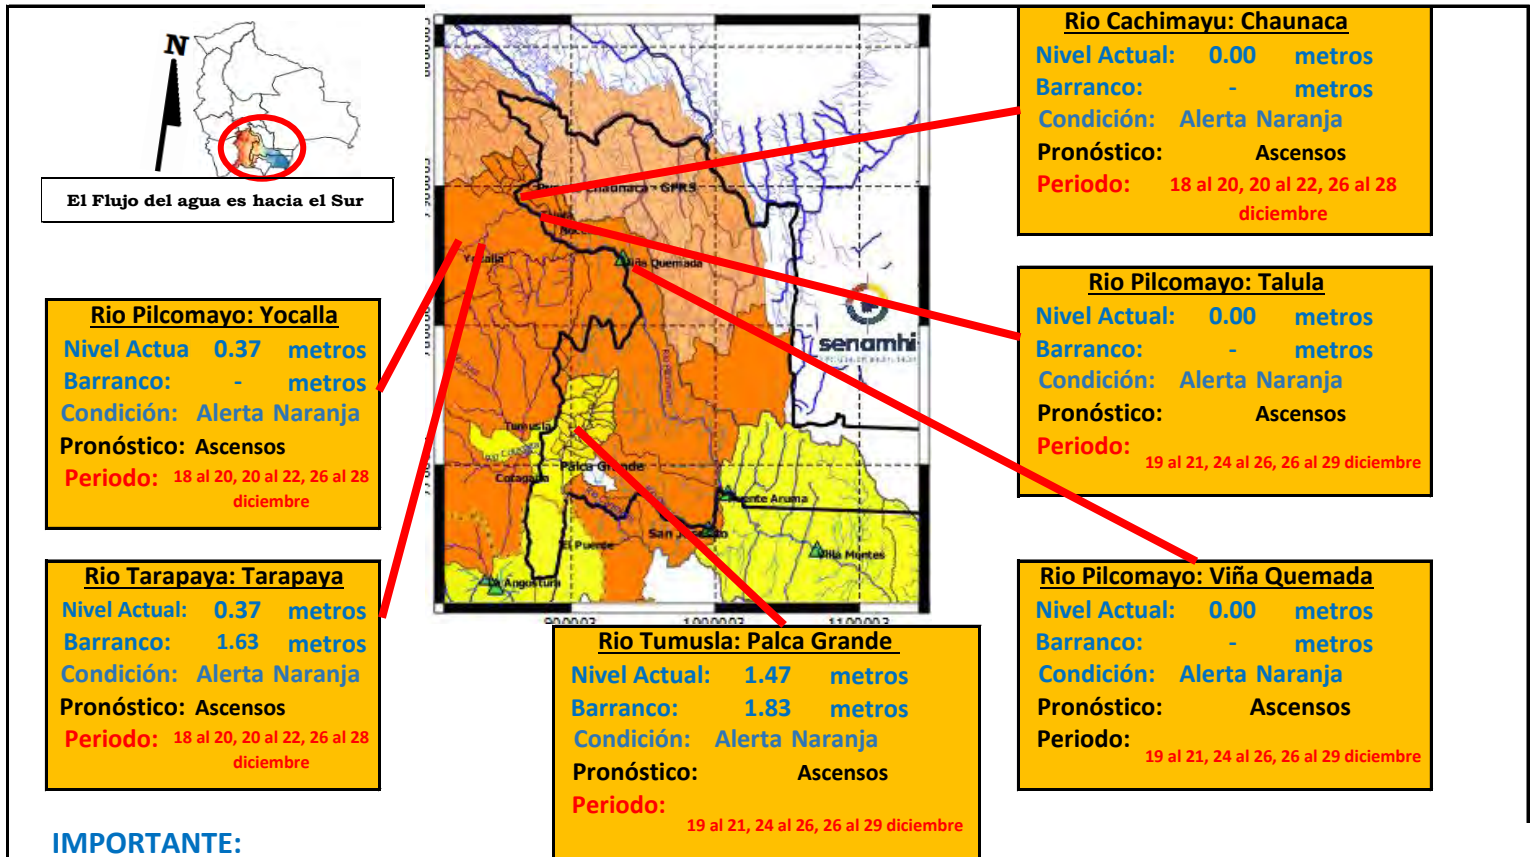 N
El Flujo del agua es hacia el Sur
Rio Cachimayu: Chaunaca
Nivel Actual: 0.00 metros
Barranco: - metros
Condición: Alerta Naranja
Pronóstico: Ascensos
Periodo: 18 al 20, 20 al 22, 26 al 28
diciembre
Rio Pilcomayo: Talula
Nivel Actual: 0.00 metros
Barranco: - metros
Condición: Alerta Naranja
Pronóstico: Ascensos
Periodo:
19 al 21, 24 al 26, 26 al 29 diciembre
Rio Pilcomayo: Yocalla
Nivel Actua 0.37 metros
Barranco: - metros
Condición: Alerta Naranja
Pronóstico: Ascensos
Periodo: 18 al 20, 20 al 22, 26 al 28
diciembre
Rio Tarapaya: Tarapaya
Nivel Actual: 0.37 metros
Barranco: 1.63 metros
Condición: Alerta Naranja
Pronóstico: Ascensos
Periodo: 18 al 20, 20 al 22, 26 al 28
diciembre
Chaunaca - GPRS
Yocalla
Viña Quemada
senamhi
Tumusla
Palca Grande
Cotagaita
Puente Aruma
San Josecito
El Puente
Villa Montes
Angostura
900003 1000003 1100003
Rio Tumusla: Palca Grande
Nivel Actual: 1.47 metros
Barranco: 1.83 metros
Condición: Alerta Naranja
Pronóstico: Ascensos
Periodo:
19 al 21, 24 al 26, 26 al 29 diciembre
Rio Pilcomayo: Viña Quemada
Nivel Actual: 0.00 metros
Barranco: - metros
Condición: Alerta Naranja
Pronóstico: Ascensos
Periodo:
19 al 21, 24 al 26, 26 al 29 diciembre
IMPORTANTE: